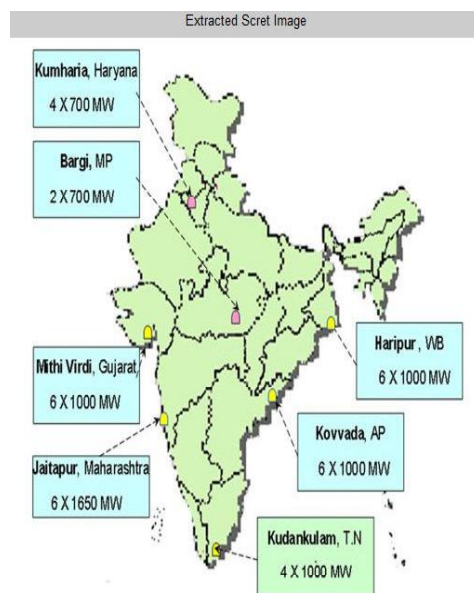 Extracted Scret Image
Kumharia, Haryana
4 X 700 MW
Bargi, MP
2 X 700 MW
Mithi Virdi, Gujarat,
6 X 1000 MW
Jaitapur, Maharashtra
6 X 1650 MW
Haripur , WB
6 X 1000 MW
Kovvada, AP
6 X 1000 MW
Kudankulam, T.N
4 X 1000 MW